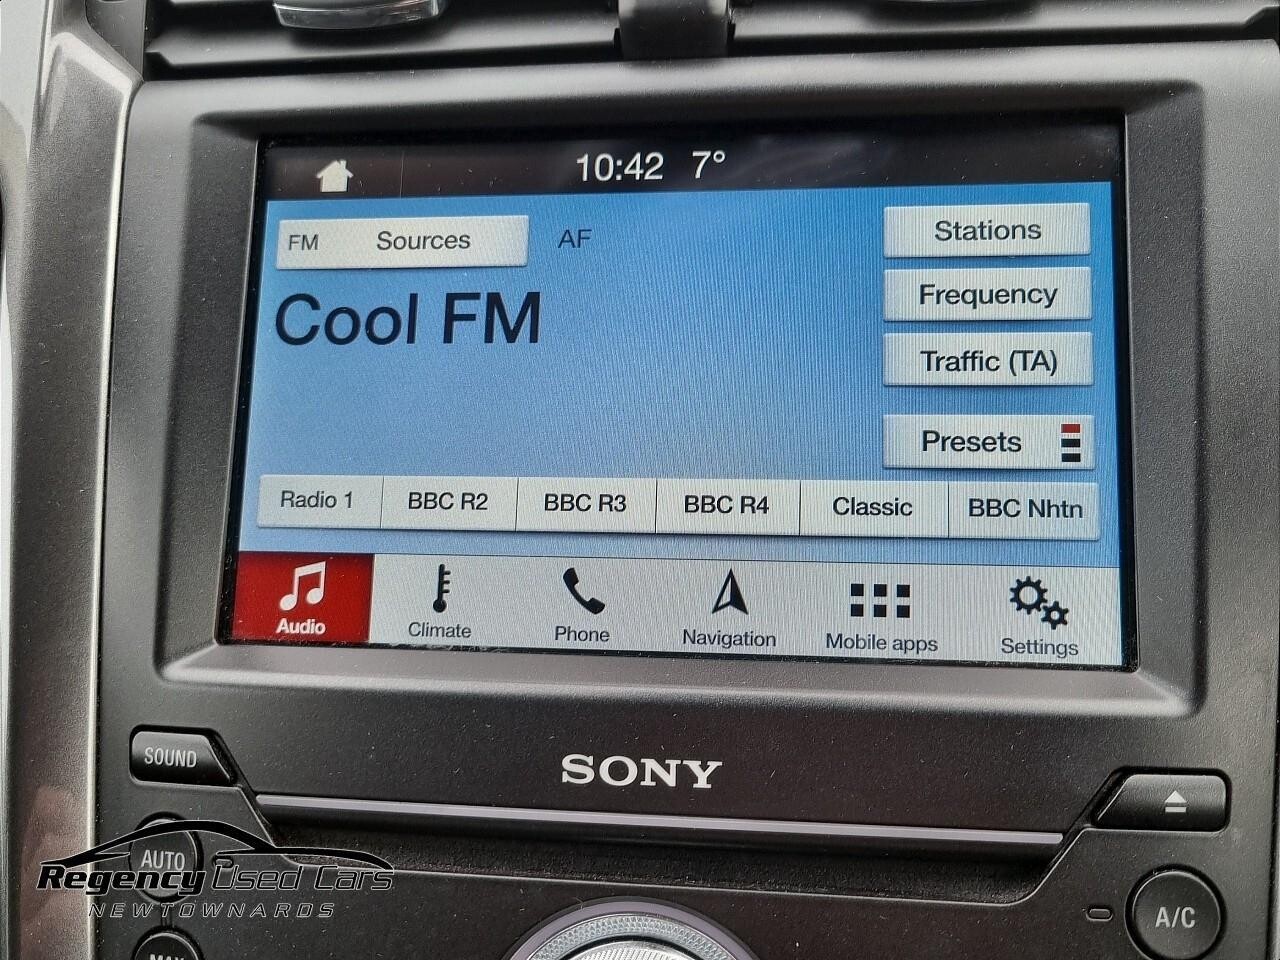 10:42 7°
FM Sources AF
Stations
Cool FM
Frequency
Traffic (TA)
Presets
Radio 1 BBC R2 BBC R3 BBC R4 Classic BBC Nhtn
Audio Climate Phone Navigation Mobile apps Settings
SOUND
SONY
AUTO
Regency Used Cars
NEWTOWNARDS
A/C
MAX